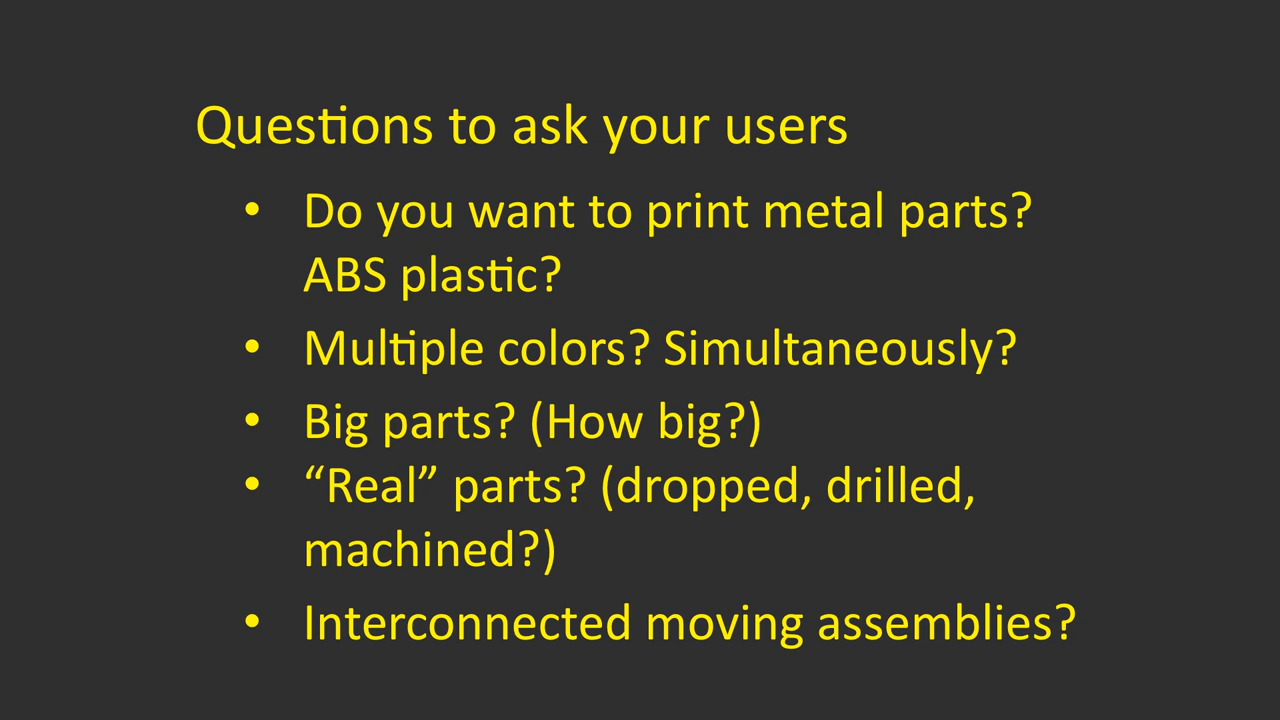 Questions to ask your users
• Do you want to print metal parts?
ABS plastic?
• Multiple colors? Simultaneously?
• Big parts? (How big?)
• “Real” parts? (dropped, drilled,
machined?)
• Interconnected moving assemblies?